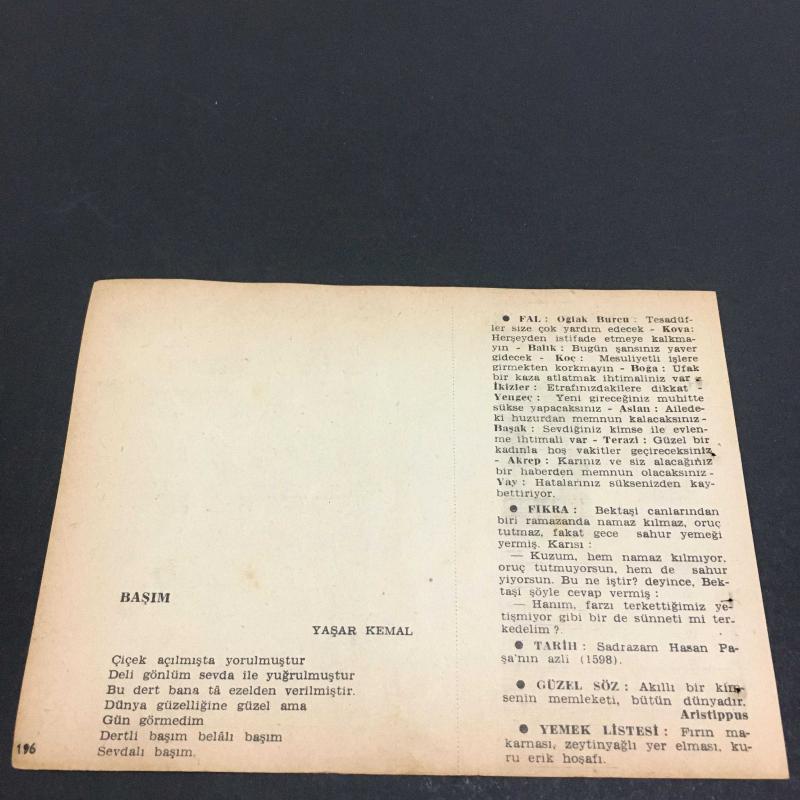 BAŞIM
YAŞAR KEMAL
Çiçek açılmışta yorulmuştur
Deli gönlüm sevda ile yuğrulmuştur
Bu dert bana tâ ezelden verilmiştir.
Dünya güzelliğine güzel ama
Gün görmedim
Dertli başım belâlı başım
Sevdalı başım.
196
● FAL : Oğlak Burcu : Tesadüf-
ler size çok yardım edecek - Kova:
Herşeyden istifade etmeye kalkma-
yın - Balık : Bugün şansınız yaver
gidecek - Koç : Mesuliyetli işlere
girmekten korkmayın - Boğa : Ufak
bir kaza atlatmak ihtimaliniz var -
İkizler : Etrafınızdakilere dikkat -
Yengeç : Yeni gireceğiniz muhitte
sükse yapacaksınız - Aslan : Ailede-
ki huzurdan memnun kalacaksınız -
Başak : Sevdiğiniz kimse ile evlen-
me ihtimali var - Terazi : Güzel bir
kadınla hoş vakitler geçireceksiniz
- Akrep : Karınız ve siz alacağınız
bir haberden memnun olacaksınız -
Yay : Hatalarınız süksenizden kay-
bettiriyor.
● FIKRA : Bektaşi canlarından
biri ramazanda namaz kılmaz, oruç
tutmaz, fakat gece sahur yemeği
yermiş. Karısı :
— Kuzum, hem namaz kılmıyor,
oruç tutmuyorsun, hem de sahur
yiyorsun. Bu ne iştir? deyince, Bek-
taşi şöyle cevap vermiş :
— Hanım, farzı terkettiğimiz ye-
tişmiyor gibi bir de sünneti mi ter-
kedelim ?.
● TARİH : Sadrazam Hasan Pa-
şa'nın azli (1598).
● GÜZEL SÖZ : Akıllı bir kim-
senin memleketi, bütün dünyadır.
Aristippus
● YEMEK LİSTESİ : Fırın ma-
karnası, zeytinyağlı yer elması, ku-
ru erik hoşafı.